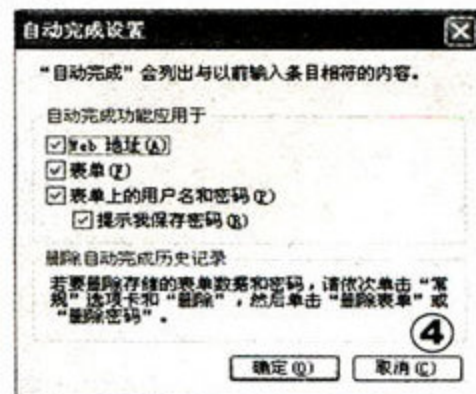 自动完成设置
“自动完成”会列出与以前输入条目相符的内容。
自动完成功能应用于
Web 地址(A)
表单(F)
表单上的用户名和密码(P)
提示我保存密码(R)
删除自动完成历史记录
若要删除存储的表单数据和密码，请依次单击“常
规”选项卡和“删除”，然后单击“删除表单”或
“删除密码”。
④
确定(O) 取消(C)